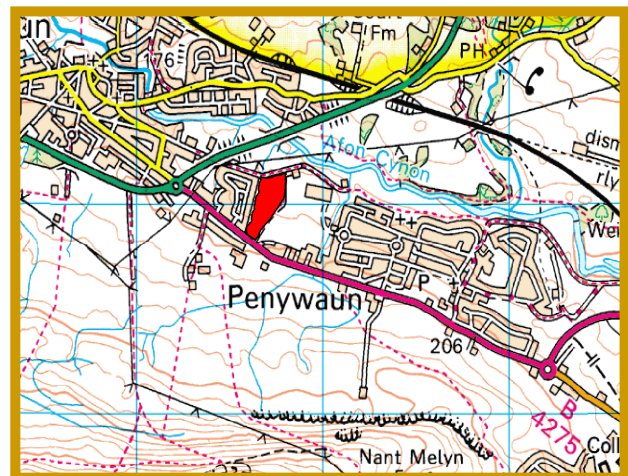 un
Fm
PH
176
Afon Cynon
dism
rly
Wei
Penywaun
P
206
B
4275
Nant Melyn
Coll